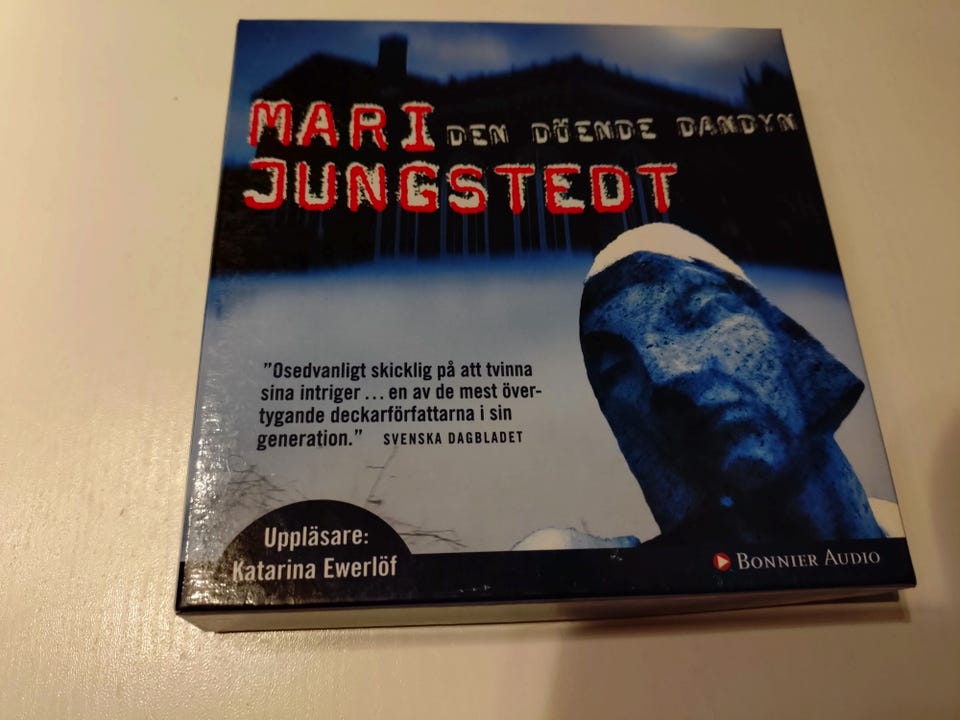 MARI DEN DÖENDE DANDYN
JUNGSTEDT
”Osedvanligt skicklig på att tvinna
sina intriger ... en av de mest över-
tygande deckarförfattarna i sin
generation.” SVENSKA DAGBLADET
Uppläsare:
Katarina Ewerlöf
BONNIER AUDIO